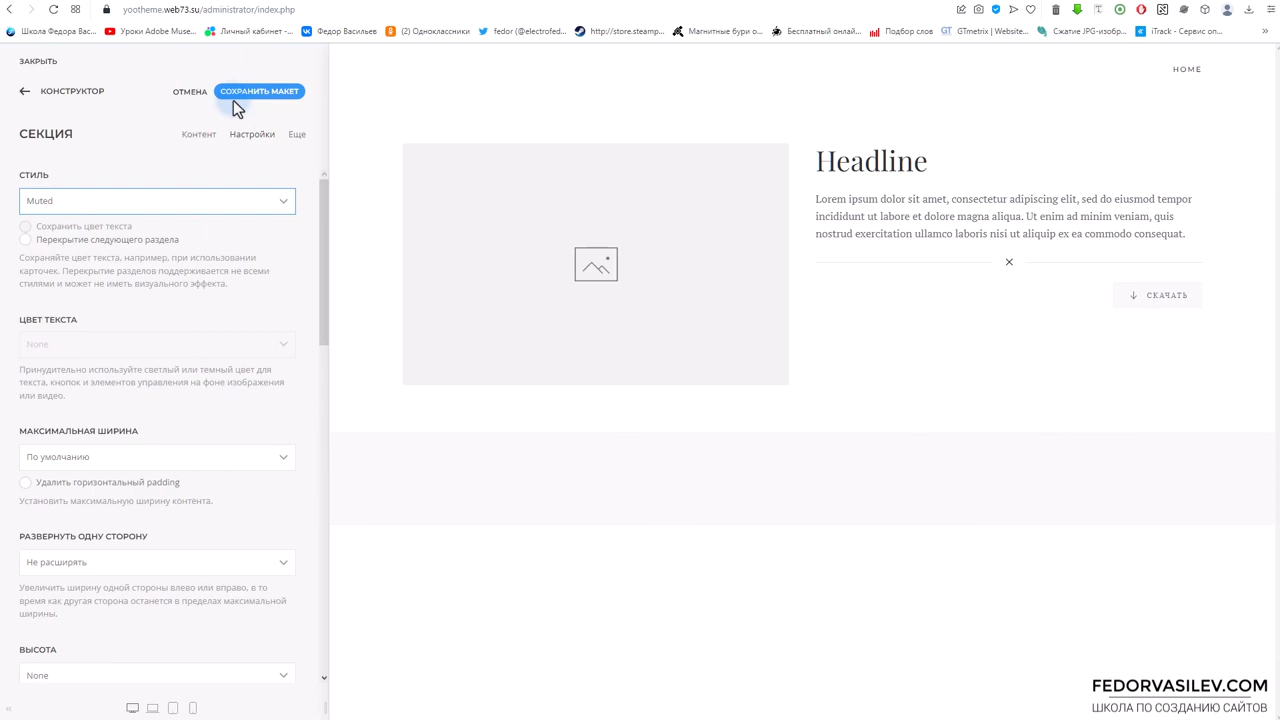 yootheme.web73.su/administrator/index.php
Школа Федора Вас...
Уроки Adobe Muse...
Личный кабинет -...
Федор Васильев
(2) Одноклассники
fedor (@electrofed...
http://store.steamp...
Магнитные бури о...
Бесплатный онлай...
Подбор слов
GT
GTmetrix | Website...
Сжатие JPG-изобр...
iTrack - Сервис оп...
»
ЗАКРЫТЬ
КОНСТРУКТОР
ОТМЕНА
СОХРАНИТЬ МАКЕТ
СЕКЦИЯ
Контент
Настройки
Еще
СТИЛЬ
Muted
Сохранить цвет текста
Перекрытие следующего раздела
Сохраняйте цвет текста, например, при использовании
карточек. Перекрытие разделов поддерживается не всеми
стилями и может не иметь визуального эффекта.
ЦВЕТ ТЕКСТА
None
Принудительно используйте светлый или темный цвет для
текста, кнопок и элементов управления на фоне изображения
или видео.
МАКСИМАЛЬНАЯ ШИРИНА
По умолчанию
Удалить горизонтальный padding
Установить максимальную ширину контента.
РАЗВЕРНУТЬ ОДНУ СТОРОНУ
Не расширять
Увеличить ширину одной стороны влево или вправо, в то
время как другая сторона останется в пределах максимальной
ширины.
ВЫСОТА
None
HOME
Headline
Lorem ipsum dolor sit amet, consectetur adipiscing elit, sed do eiusmod tempor
incididunt ut labore et dolore magna aliqua. Ut enim ad minim veniam, quis
nostrud exercitation ullamco laboris nisi ut aliquip ex ea commodo consequat.
СКАЧАТЬ
FEDORVASILEV.COM
ШКОЛА ПО СОЗДАНИЮ САЙТОВ